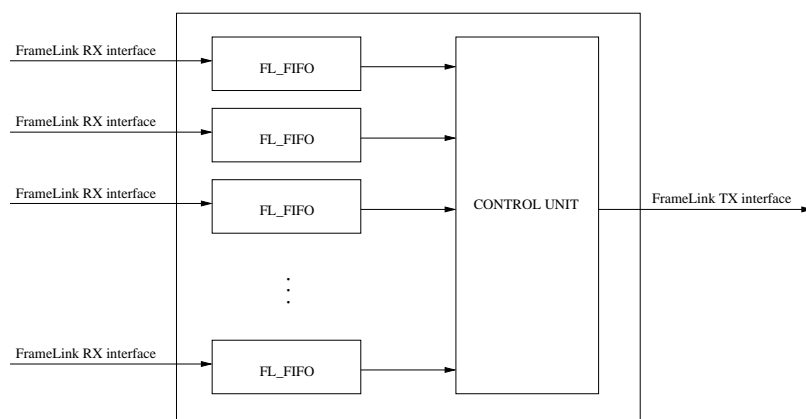 FrameLink RX interface
FL_FIFO
FrameLink RX interface
FL_FIFO
FrameLink RX interface
FL_FIFO
CONTROL UNIT
FrameLink TX interface
FrameLink RX interface
FL_FIFO